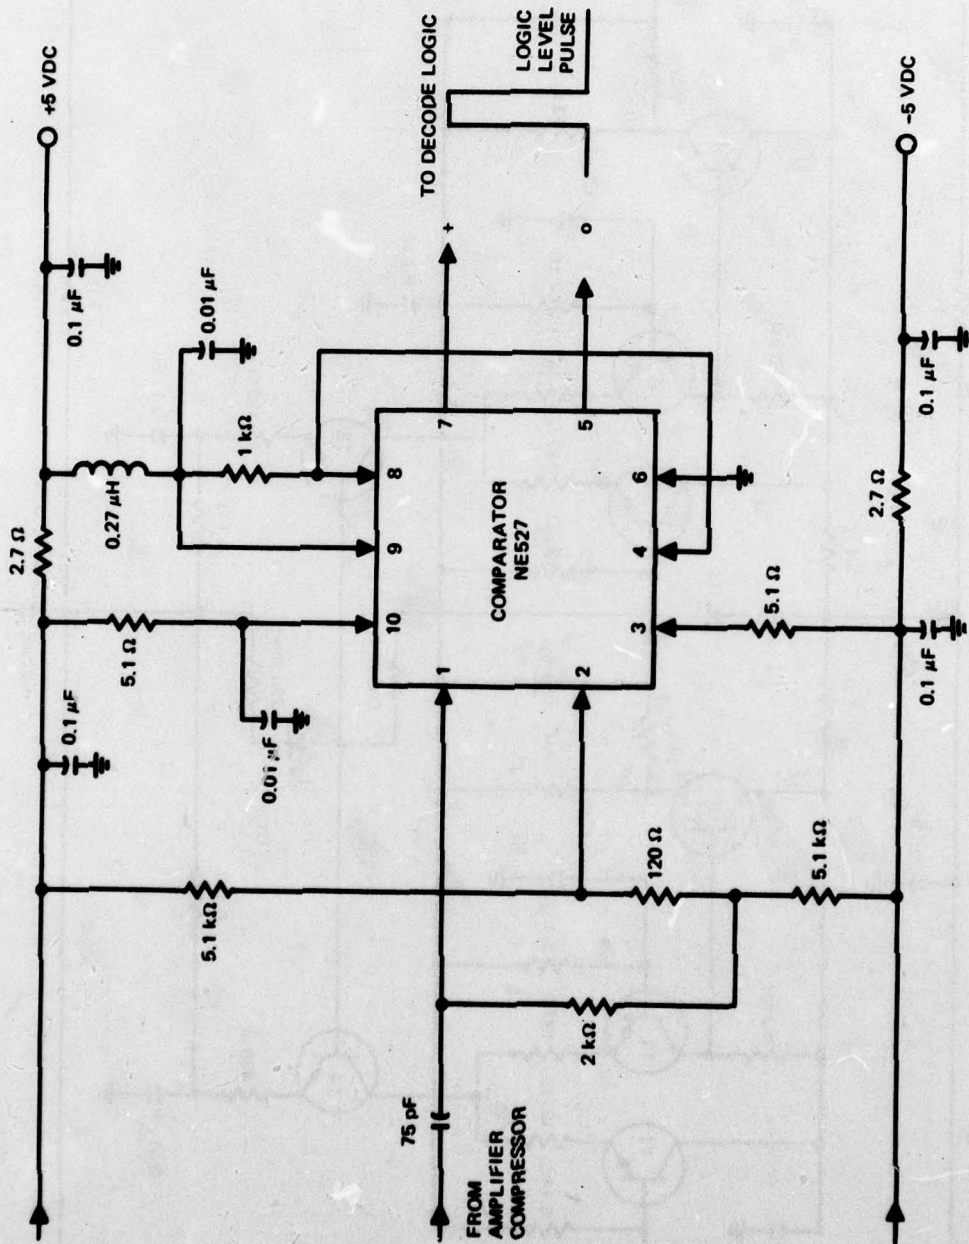 +5 VDC
2.7 Ω
0.1 µF
0.1 µF
0.27 µH
0.01 µF
1 kΩ
5.1 Ω
0.01 µF
5.1 kΩ
TO DECODE LOGIC
LOGIC
LEVEL
PULSE
+
o
10
9
8
7
1
COMPARATOR
NE527
2
5
3
4
6
75 pF
FROM
AMPLIFIER
COMPRESSOR
2 kΩ
120 Ω
5.1 kΩ
5.1 Ω
0.1 µF
2.7 Ω
0.1 µF
–5 VDC